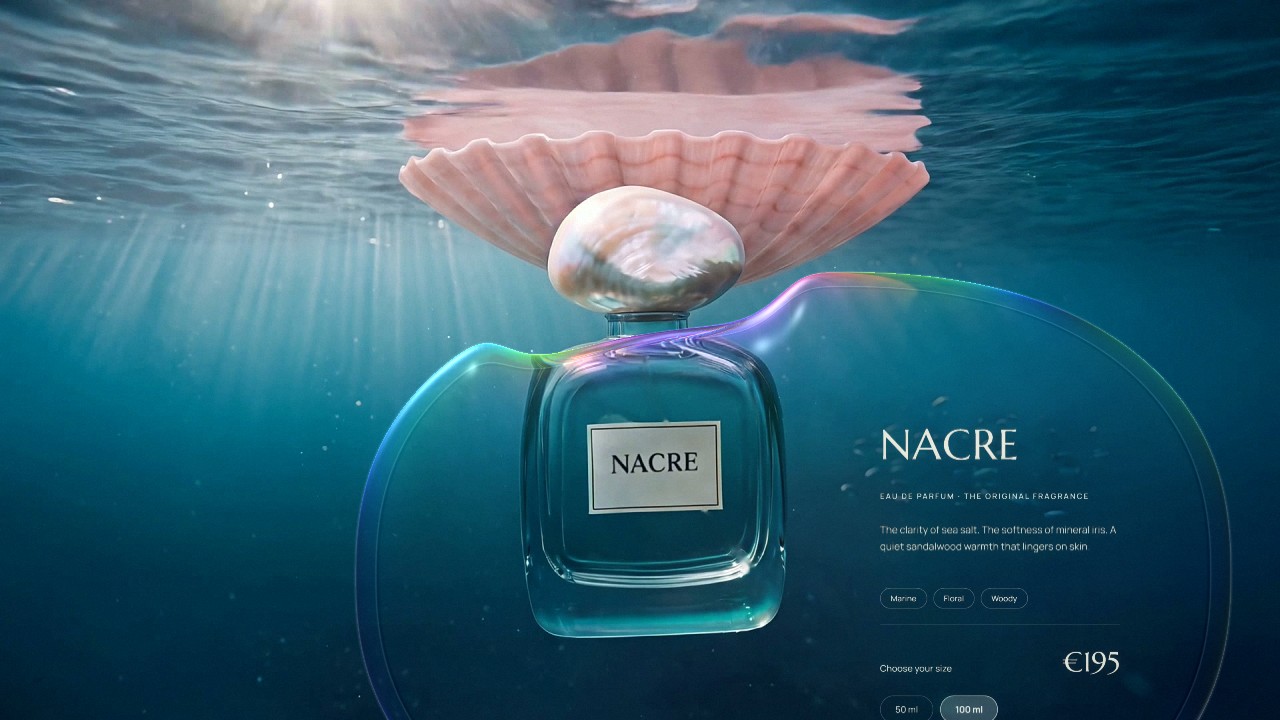 NACRE
NACRE
EAU DE PARFUM · THE ORIGINAL FRAGRANCE
The clarity of sea salt. The softness of mineral iris. A
quiet sandalwood warmth that lingers on skin.
Marine Floral Woody
Choose your size €195
50 ml 100 ml